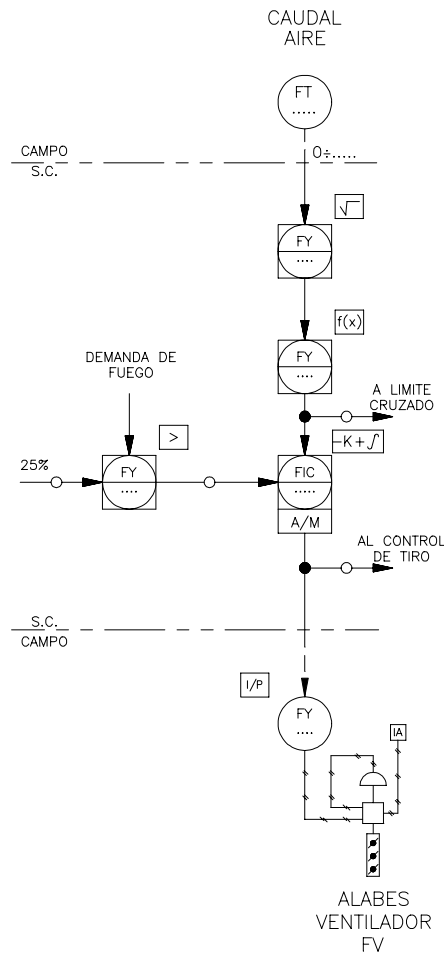 CAUDAL
AIRE
FT
.....
CAMPO
0÷.....
S.C.
√
FY
....
f(x)
FY
....
DEMANDA DE
FUEGO
A LIMITE
CRUZADO
>
-K+∫
25%
FY
....
FIC
.....
A/M
AL CONTROL
DE TIRO
S.C.
CAMPO
I/P
FY
....
IA
ALABES
VENTILADOR
FV